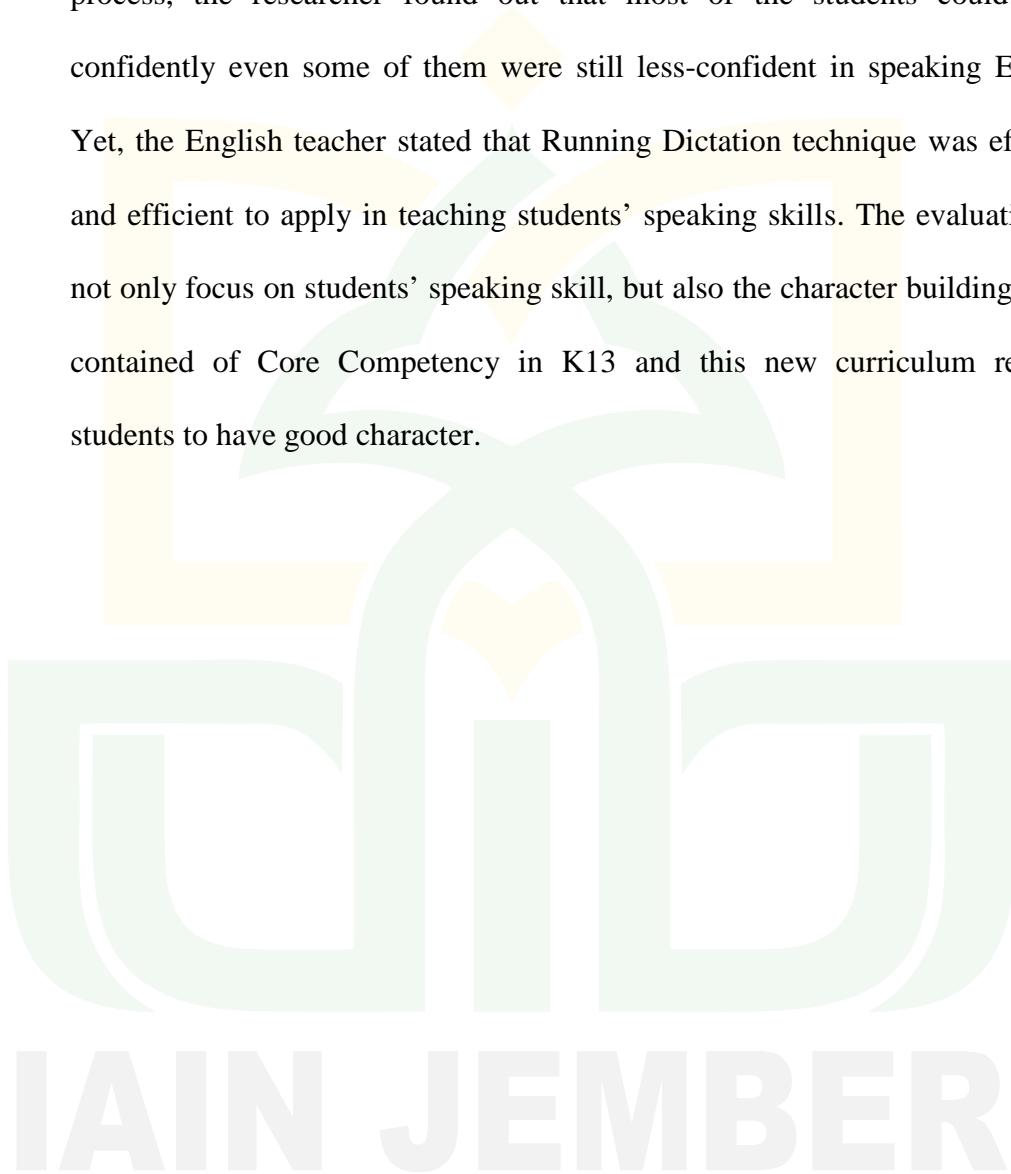 process, the researcher found out that most of the students could
confidently even some of them were still less-confident in speaking E
Yet, the English teacher stated that Running Dictation technique was ef
and efficient to apply in teaching students’ speaking skills. The evaluati
not only focus on students’ speaking skill, but also the character building
contained of Core Competency in K13 and this new curriculum re
students to have good character.
IAIN JEMBER